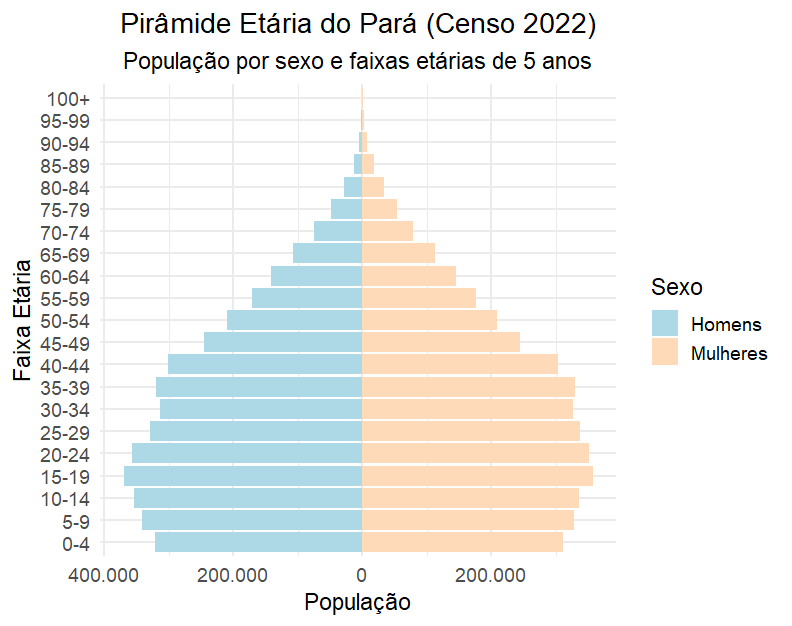 Pirâmide Etária do Pará (Censo 2022)
População por sexo e faixas etárias de 5 anos
Faixa Etária
100+
95-99
90-94
85-89
80-84
75-79
70-74
65-69
60-64
55-59
50-54
45-49
40-44
35-39
30-34
25-29
20-24
15-19
10-14
5-9
0-4
400.000 200.000 0 200.000
População
Sexo
Homens
Mulheres